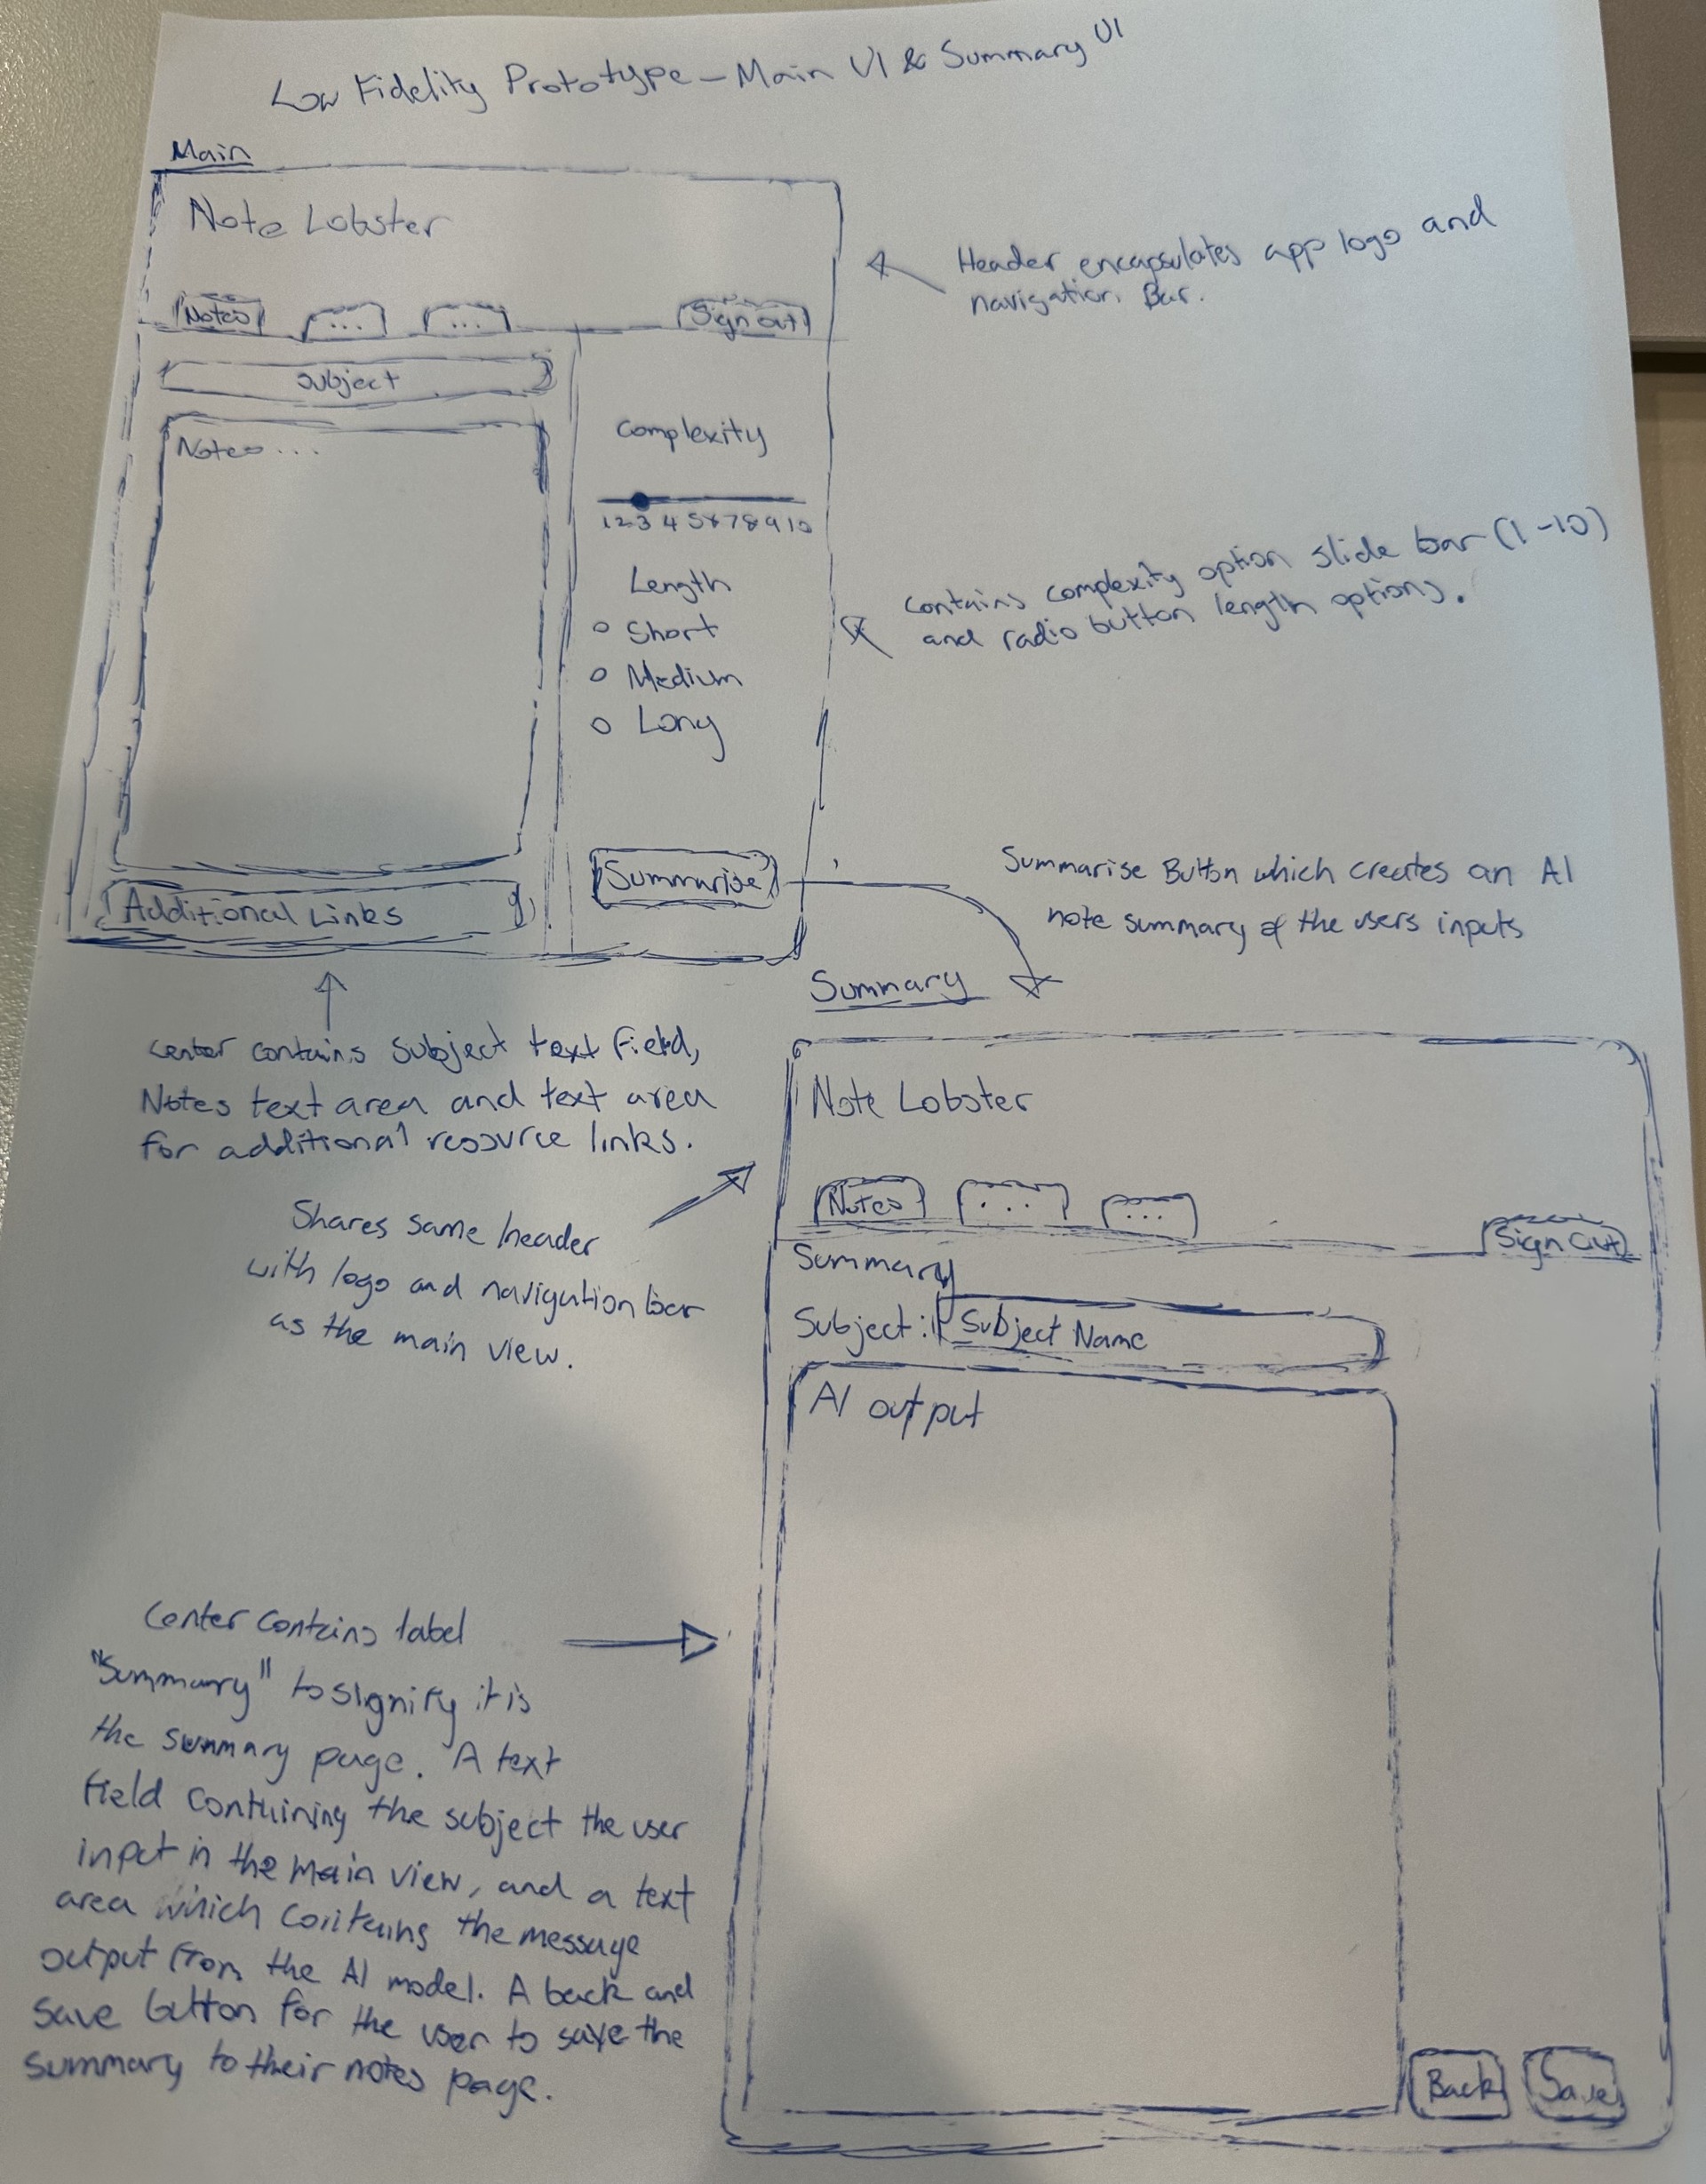 Low Fidelity Prototype - Main UI & Summary UI
Main
Note Lobster
Notes ... ... Sign out
Subject
Notes ...
Complexity
1 2 3 4 5 6 7 8 9 10
Length
Short
Medium
Long
Summarise
Additional Links
Header encapsulates app logo and
navigation Bar.
contains complexity option slide bar (1-10)
and radio button length options.
Summarise Button which creates an AI
note summary of the users inputs
center contains subject text field,
Notes text area and text area
for additional resource links.
Summary
Note Lobster
Notes ... ... Sign Out
Summary
Subject: Subject Name
AI output
Back Save
Shares same header
with logo and navigation bar
as the main view.
Center contains label
"Summary" to signify it is
the summary page. A text
field containing the subject the user
input in the main view, and a text
area which contains the message
output from the AI model. A back and
save button for the user to save the
summary to their notes page.